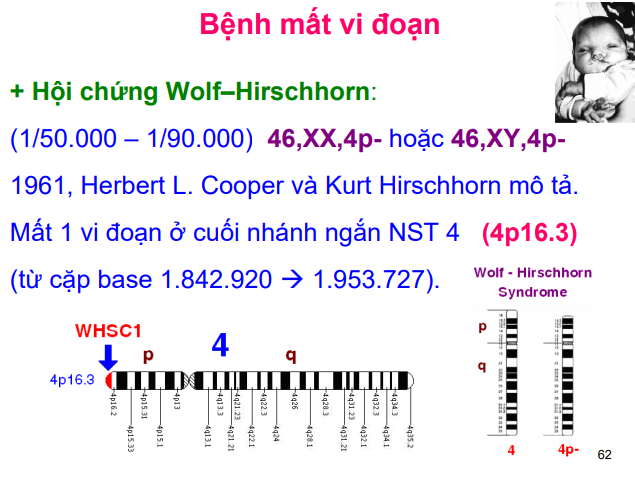 Bệnh mất vi đoạn
+ Hội chứng Wolf–Hirschhorn:
(1/50.000 – 1/90.000) 46,XX,4p- hoặc 46,XY,4p-
1961, Herbert L. Cooper và Kurt Hirschhorn mô tả.
Mất 1 vi đoạn ở cuối nhánh ngắn NST 4 (4p16.3)
(từ cặp base 1.842.920 → 1.953.727).
Wolf - Hirschhorn
Syndrome
WHSC1
p 4 q
4p16.3
4p16.2
4p15.33
4p15.31
4p15.1
4p13
4q13.1
4q13.3
4q21.21
4q21.23
4q22.1
4q22.3
4q24
4q26
4q28.1
4q28.3
4q31.21
4q31.23
4q32.1
4q32.3
4q34.1
4q34.3
4q35.2
p
q
4 4p-
62